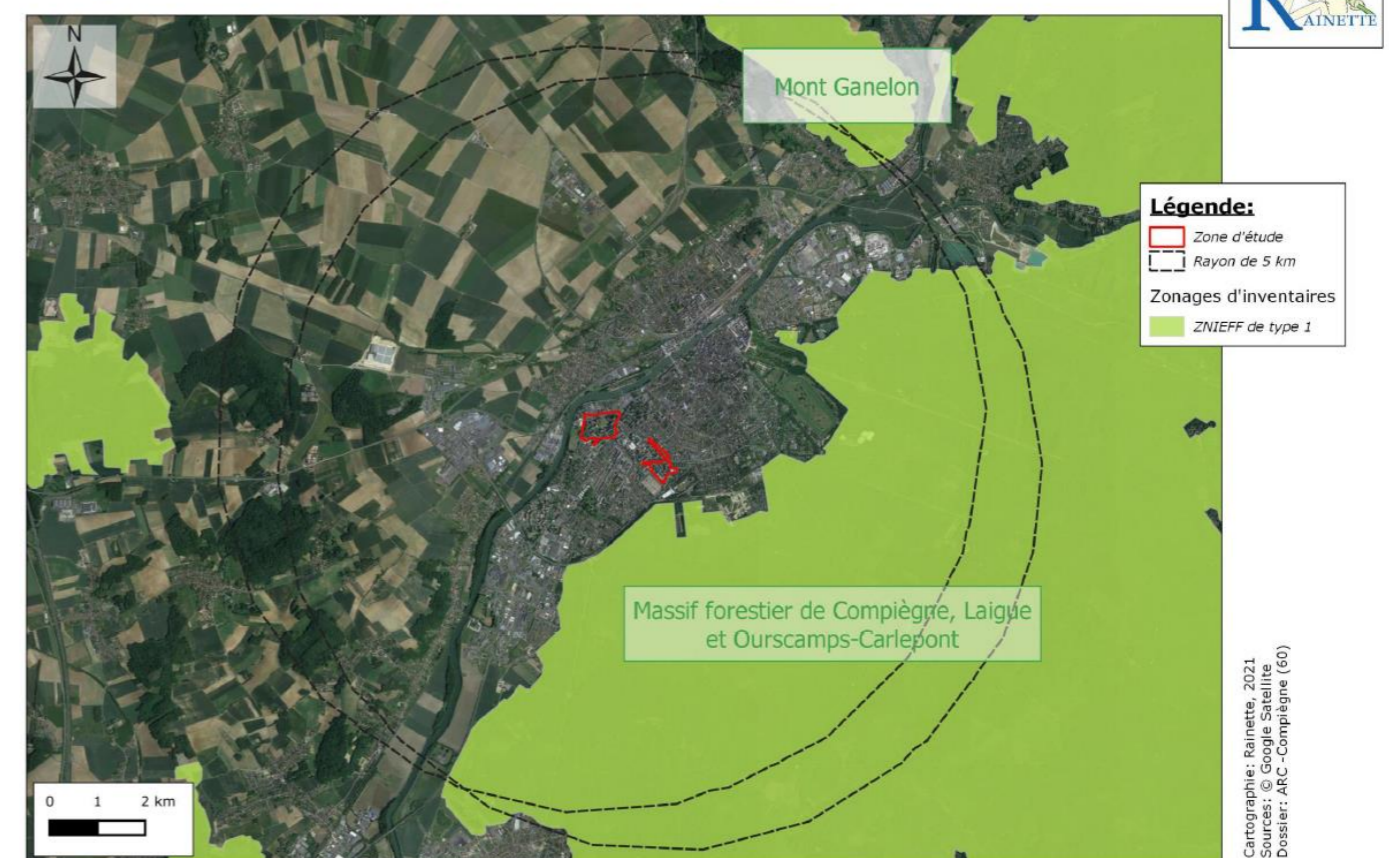 RAINETTE
N
Mont Ganelon
Légende:
Zone d'étude
Rayon de 5 km
Zonages d'inventaires
ZNIEFF de type 1
Massif forestier de Compiègne, Laigue
et Ourscamps-Carlepont
0 1 2 km
Cartographie: Rainette, 2021
Sources: © Google Satellite
Dossier: ARC -Compiègne (60)